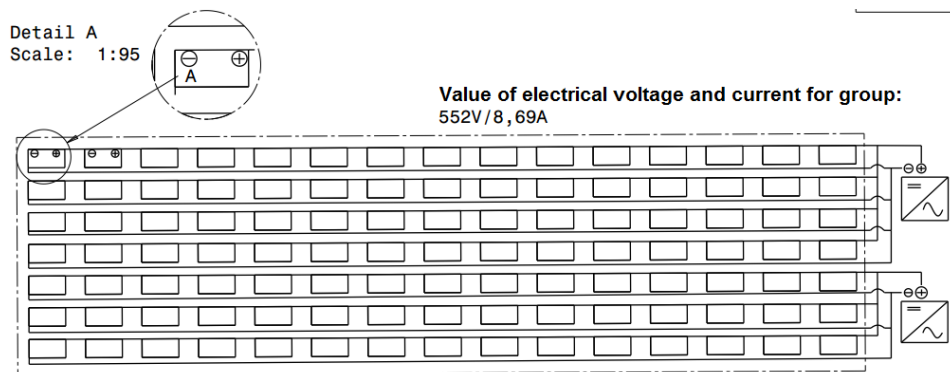 Detail A
Scale: 1:95
A
Value of electrical voltage and current for group:
552V/8,69A